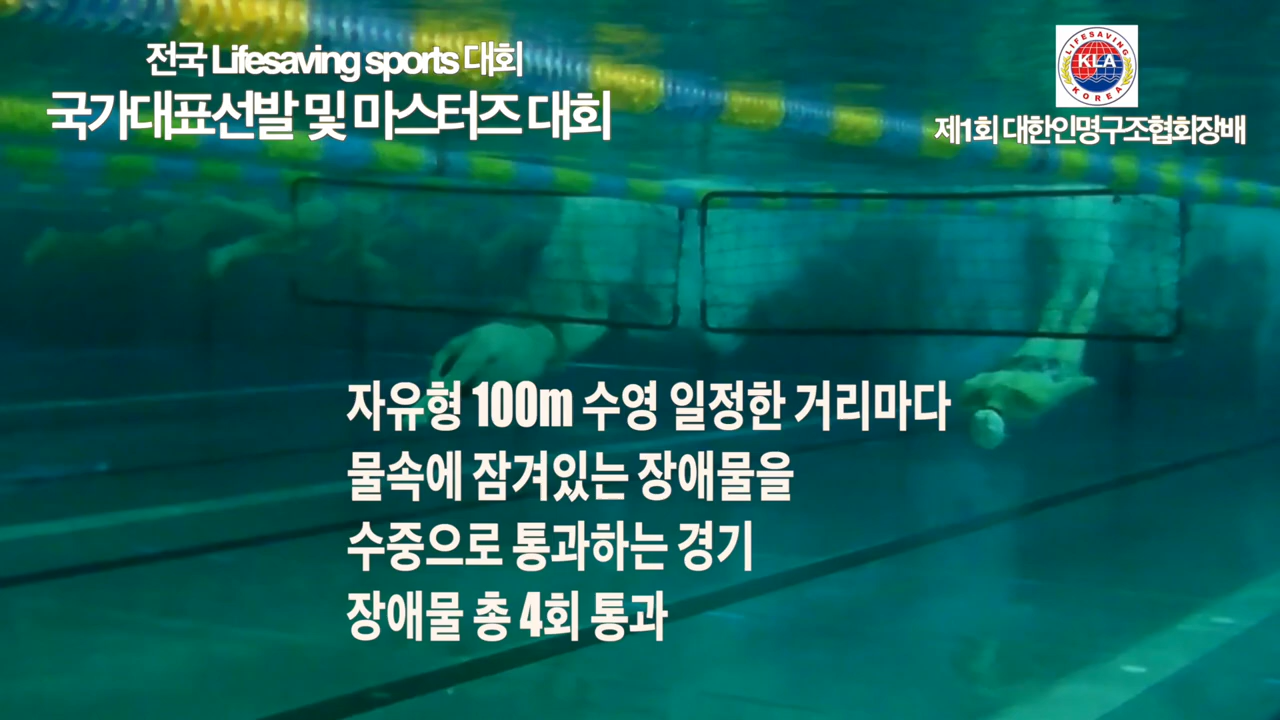 전국 Lifesaving sports 대회
국가대표선발 및 마스터즈 대회
LIFESAVING
KLA
KOREA
제1회 대한인명구조협회장배
자유형 100m 수영 일정한 거리마다
물속에 잠겨있는 장애물을
수중으로 통과하는 경기
장애물 총 4회 통과